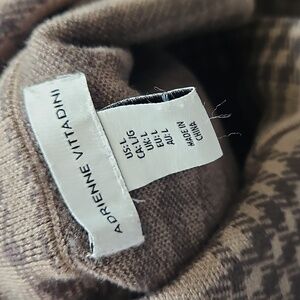 ADRIENNE VITTADINI
US: L
CA: L/G
UK: L
EU: L
AU: L
MADE IN
CHINA